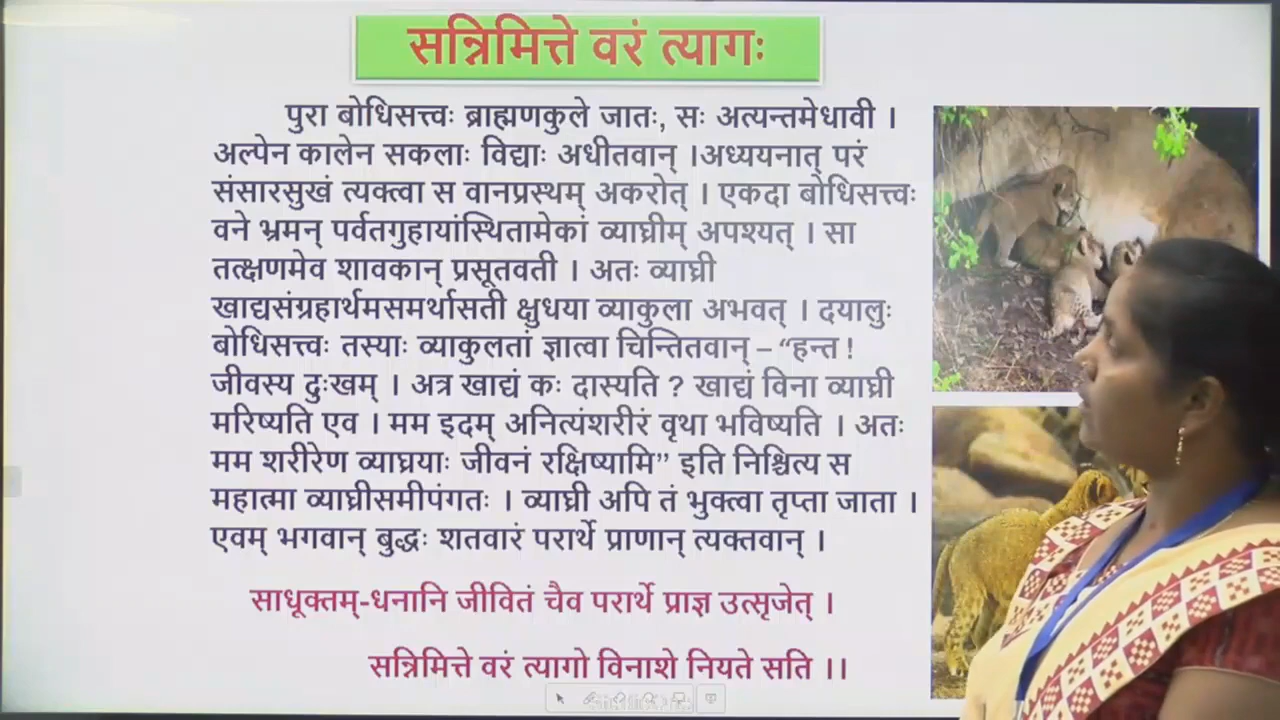 सन्निमित्ते वरं त्यागः
पुरा बोधिसत्त्वः ब्राह्मणकुले जातः, सः अत्यन्तमेधावी ।
अल्पेन कालेन सकलाः विद्याः अधीतवान् ।अध्ययनात् परं
संसारसुखं त्यक्त्वा स वानप्रस्थम् अकरोत् । एकदा बोधिसत्त्वः
वने भ्रमन् पर्वतगुहायांस्थितामेकां व्याघ्रीम् अपश्यत् । सा
तत्क्षणमेव शावकान् प्रसूतवती । अतः व्याघ्री
खाद्यसंग्रहार्थमसमर्थासती क्षुधया व्याकुला अभवत् । दयालुः
बोधिसत्त्वः तस्याः व्याकुलतां ज्ञात्वा चिन्तितवान् – “हन्त !
जीवस्य दुःखम् । अत्र खाद्यं कः दास्यति ? खाद्यं विना व्याघ्री
मरिष्यति एव । मम इदम् अनित्यंशरीरं वृथा भविष्यति । अतः
मम शरीरेण व्याघ्रयाः जीवनं रक्षिष्यामि” इति निश्चित्य स
महात्मा व्याघ्रीसमीपंगतः । व्याघ्री अपि तं भुक्त्वा तृप्ता जाता ।
एवम् भगवान् बुद्धः शतवारं परार्थे प्राणान् त्यक्तवान् ।
साधूक्तम्-धनानि जीवितं चैव परार्थे प्राज्ञ उत्सृजेत् ।
सन्निमित्ते वरं त्यागो विनाशे नियते सति ।।